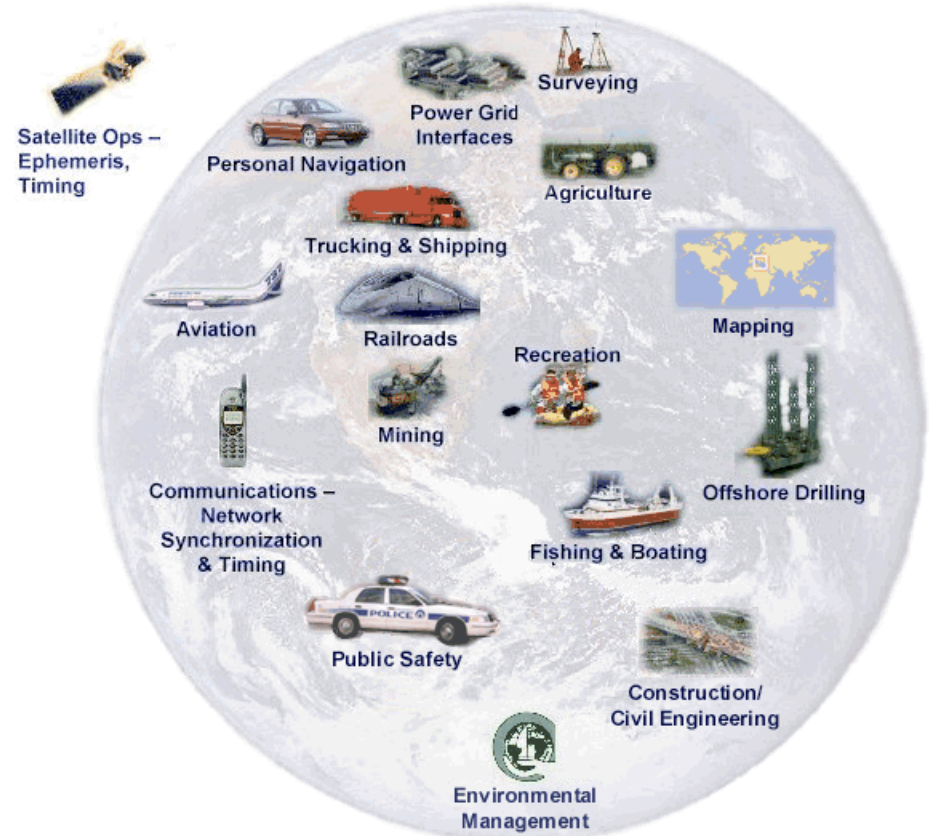 Surveying
Power Grid
Interfaces
Satellite Ops –
Ephemeris,
Timing
Personal Navigation
Agriculture
Trucking & Shipping
Aviation
Railroads
Mapping
Recreation
Mining
Communications –
Network
Synchronization
& Timing
Offshore Drilling
Fishing & Boating
POLICE
Public Safety
Construction/
Civil Engineering
Environmental
Management